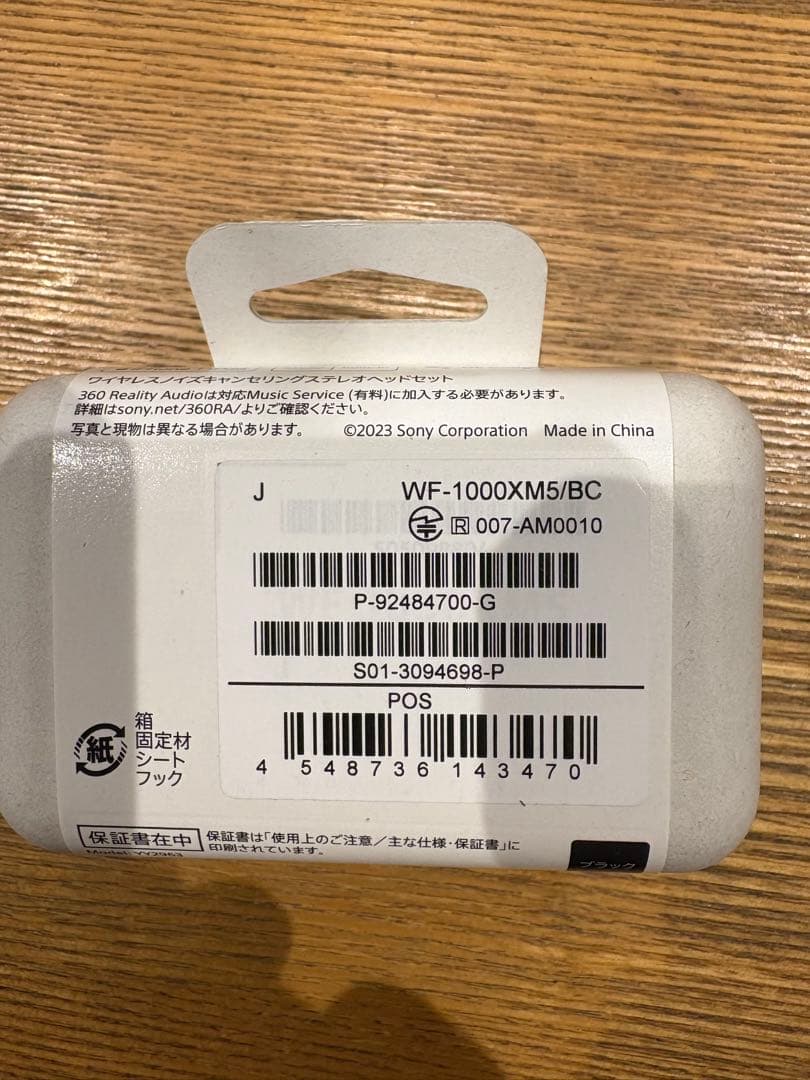 ワイヤレスノイズキャンセリングステレオヘッドセット
360 Reality Audioは対応Music Service (有料)に加入する必要があります。
詳細はsony.net/360RA/よりご確認ください。
写真と現物は異なる場合があります。 ©2023 Sony Corporation Made in China
J WF-1000XM5/BC
R 007-AM0010
P-92484700-G
S01-3094698-P
POS
4 548736 143470
紙
箱
固定材
シート
フック
保証書在中 保証書は「使用上のご注意/主な仕様・保証書」に
印刷されています。
Model: YY2963
ブラック